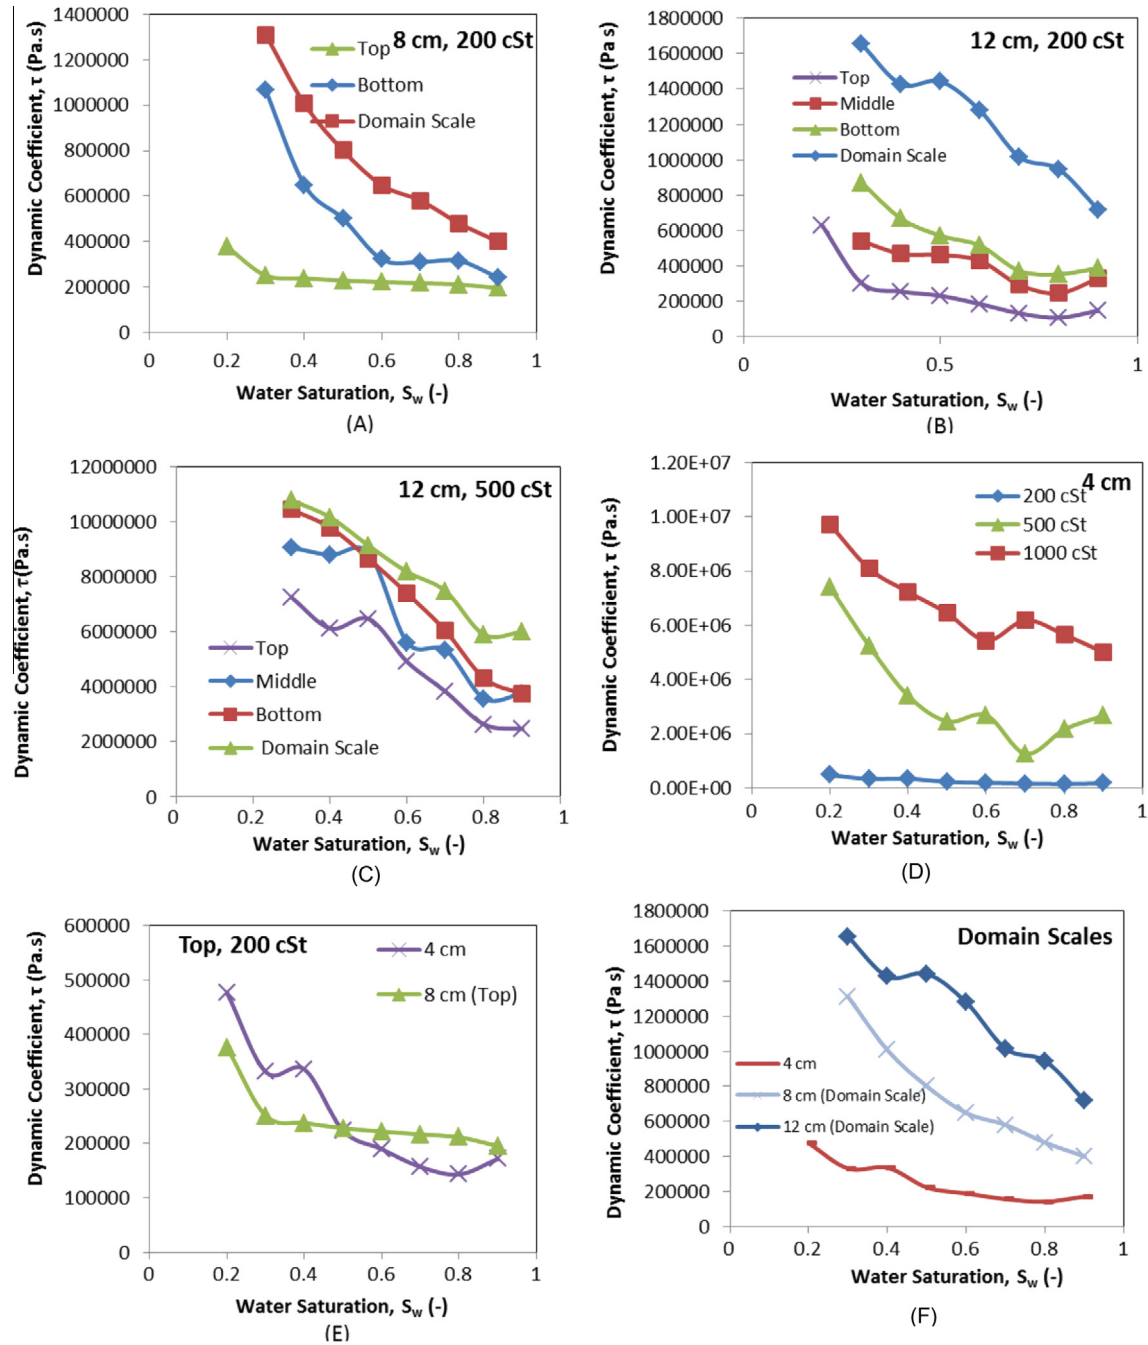 8 cm, 200 cSt
Dynamic Coefficient, τ (Pa.s)
1400000
1200000
1000000
800000
600000
400000
200000
0
Top
Bottom
Domain Scale
0 0.2 0.4 0.6 0.8 1
Water Saturation, Sw (-)
(A)
12 cm, 200 cSt
Dynamic Coefficient, τ (Pa s)
1800000
1600000
1400000
1200000
1000000
800000
600000
400000
200000
0
Top
Middle
Bottom
Domain Scale
0 0.5 1
Water Saturation, Sw (-)
(B)
12 cm, 500 cSt
Dynamic Coefficient, τ(Pa.s)
12000000
10000000
8000000
6000000
4000000
2000000
0
Top
Middle
Bottom
Domain Scale
0 0.2 0.4 0.6 0.8 1
Water Saturation, Sw (-)
(C)
4 cm
Dynamic Coefficient, τ (Pa.s)
1.20E+07
1.00E+07
8.00E+06
6.00E+06
4.00E+06
2.00E+06
0.00E+00
200 cSt
500 cSt
1000 cSt
0 0.2 0.4 0.6 0.8 1
Water Saturation, Sw (-)
(D)
Top, 200 cSt
Dynamic Coefficient, τ (Pa.s)
600000
500000
400000
300000
200000
100000
0
4 cm
8 cm (Top)
0 0.2 0.4 0.6 0.8 1
Water Saturation, Sw (-)
(E)
Domain Scales
Dynamic Coefficient, τ (Pa s)
1800000
1600000
1400000
1200000
1000000
800000
600000
400000
200000
0
4 cm
8 cm (Domain Scale)
12 cm (Domain Scale)
0 0.2 0.4 0.6 0.8 1
Water Saturation, Sw (-)
(F)